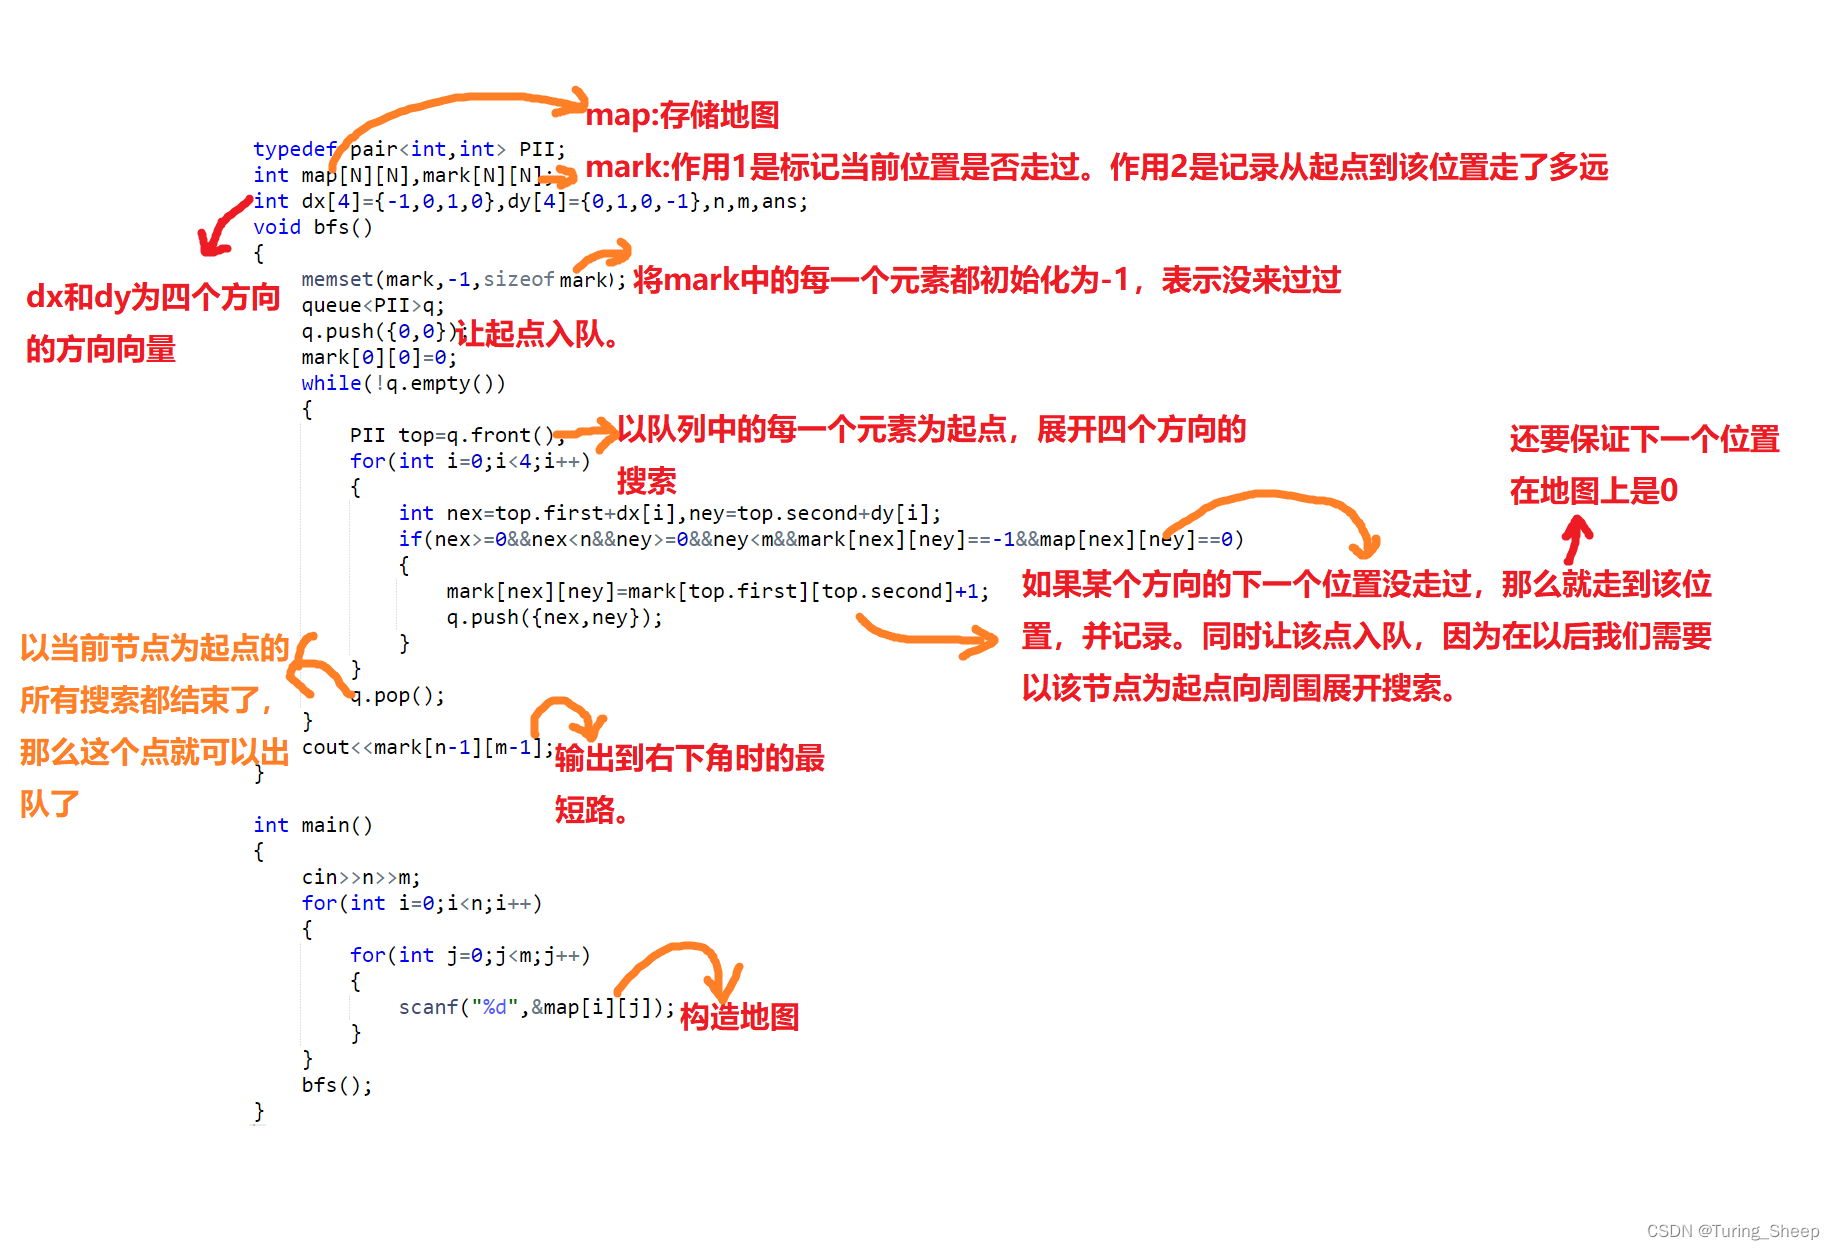 map:存储地图
typedef pair<int,int> PII;
int map[N][N],mark[N][N];
mark:作用1是标记当前位置是否走过。作用2是记录从起点到该位置走了多远
int dx[4]={-1,0,1,0},dy[4]={0,1,0,-1},n,m,ans;
void bfs()
{
dx和dy为四个方向
的方向向量
memset(mark,-1,sizeof mark);
将mark中的每一个元素都初始化为-1，表示没来过过
queue<PII>q;
q.push({0,0});
让起点入队。
mark[0][0]=0;
while(!q.empty())
{
PII top=q.front();
以队列中的每一个元素为起点，展开四个方向的
搜索
for(int i=0;i<4;i++)
{
还要保证下一个位置
在地图上是0
int nex=top.first+dx[i],ney=top.second+dy[i];
if(nex>=0&&nex<n&&ney>=0&&ney<m&&mark[nex][ney]==-1&&map[nex][ney]==0)
{
mark[nex][ney]=mark[top.first][top.second]+1;
q.push({nex,ney});
如果某个方向的下一个位置没走过，那么就走到该位
置，并记录。同时让该点入队，因为在以后我们需要
以该节点为起点向周围展开搜索。
}
}
q.pop();
以当前节点为起点的
所有搜索都结束了，
那么这个点就可以出
队了
}
cout<<mark[n-1][m-1];
输出到右下角时的最
短路。
}
int main()
{
cin>>n>>m;
for(int i=0;i<n;i++)
{
for(int j=0;j<m;j++)
{
scanf("%d",&map[i][j]);
构造地图
}
}
bfs();
}
CSDN @Turing_Sheep